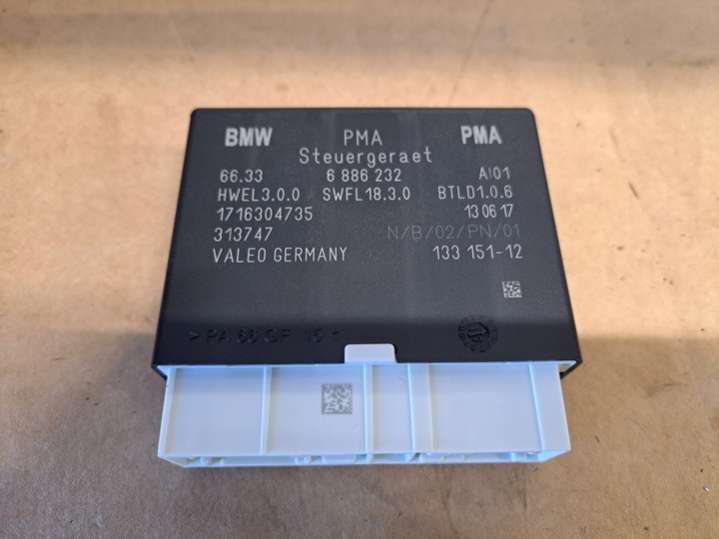 BMW PMA PMA
Steuergeraet
66.33 6 886 232 AI01
HWEL3.0.0 SWFL18.3.0 BTLD1.0.6
1716304735 13 06 17
313747 N/B/02/PN/01
VALEO GERMANY 133 151-12